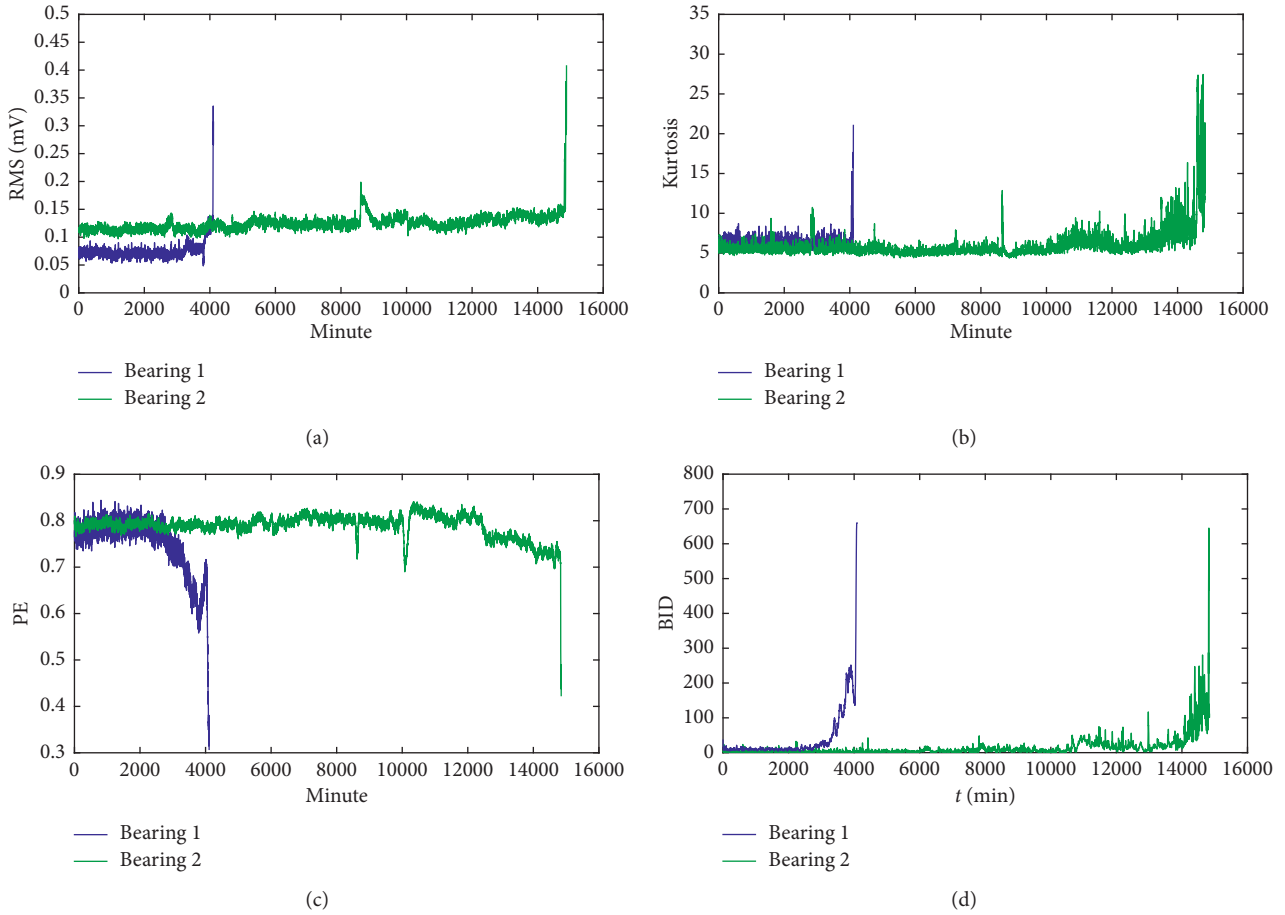 0.5
0.45
0.4
0.35
0.3
0.25
0.2
0.15
0.1
0.05
0
RMS (mV)
0 2000 4000 6000 8000 10000 12000 14000 16000
Minute
Bearing 1
Bearing 2
(a)
35
30
25
20
15
10
5
0
Kurtosis
0 2000 4000 6000 8000 10000 12000 14000 16000
Minute
Bearing 1
Bearing 2
(b)
0.9
0.8
0.7
0.6
0.5
0.4
0.3
PE
0 2000 4000 6000 8000 10000 12000 14000 16000
Minute
Bearing 1
Bearing 2
(c)
800
700
600
500
400
300
200
100
0
BID
0 2000 4000 6000 8000 10000 12000 14000 16000
t (min)
Bearing 1
Bearing 2
(d)